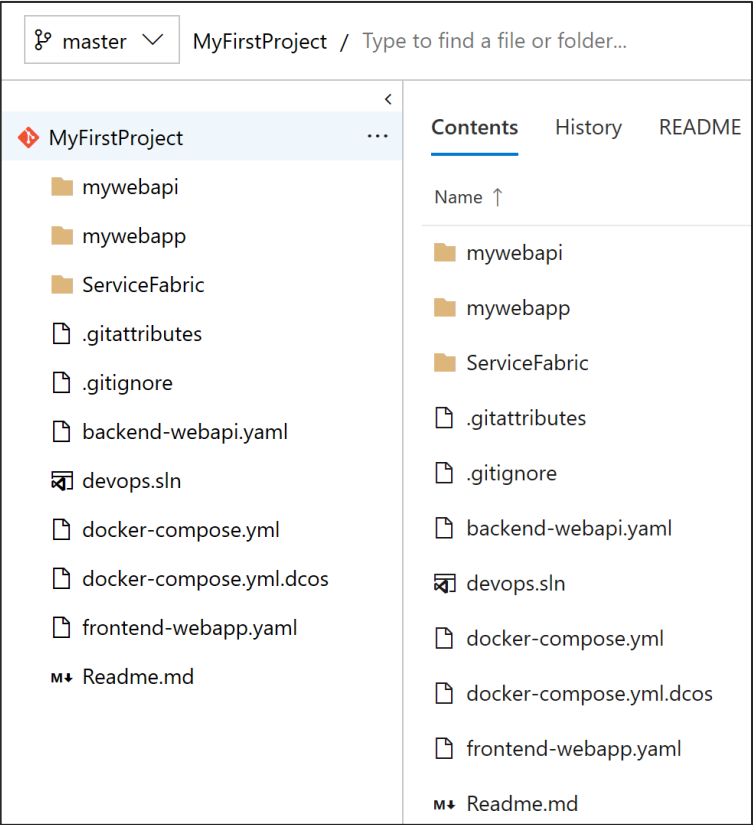 master MyFirstProject / Type to find a file or folder...
MyFirstProject ...
mywebapi
mywebapp
ServiceFabric
.gitattributes
.gitignore
backend-webapi.yaml
devops.sln
docker-compose.yml
docker-compose.yml.dcos
frontend-webapp.yaml
M Readme.md
Contents History README
Name ↑
mywebapi
mywebapp
ServiceFabric
.gitattributes
.gitignore
backend-webapi.yaml
devops.sln
docker-compose.yml
docker-compose.yml.dcos
frontend-webapp.yaml
M Readme.md